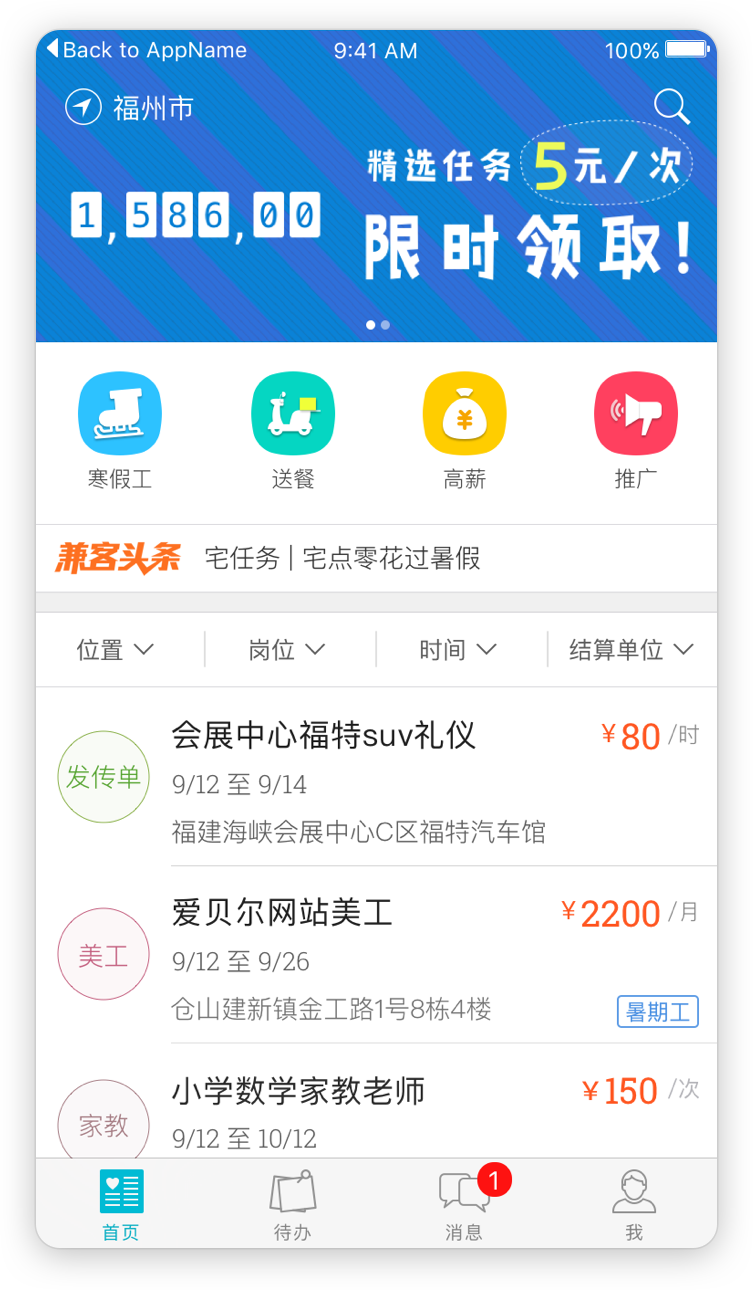 Back to AppName 9:41 AM 100%
福州市
精选任务 5元/次
1,586,00
限时领取!
寒假工 送餐 高薪 推广
兼客头条 宅任务 | 宅点零花过暑假
位置 岗位 时间 结算单位
会展中心福特suv礼仪 ¥80 /时
发传单
9/12 至 9/14
福建海峡会展中心C区福特汽车馆
爱贝尔网站美工 ¥2200 /月
美工
9/12 至 9/26
仓山建新镇金工路1号8栋4楼 暑期工
小学数学家教老师 ¥150 /次
家教
9/12 至 10/12
1
首页 待办 消息 我